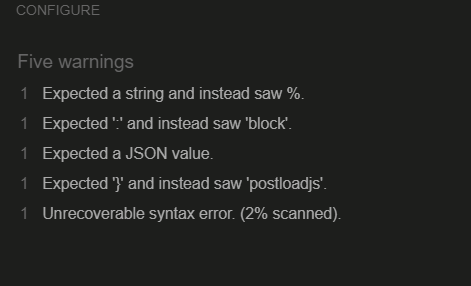 CONFIGURE
Five warnings
1 Expected a string and instead saw %.
1 Expected ':' and instead saw 'block'.
1 Expected a JSON value.
1 Expected '}' and instead saw 'postloadjs'.
1 Unrecoverable syntax error. (2% scanned).